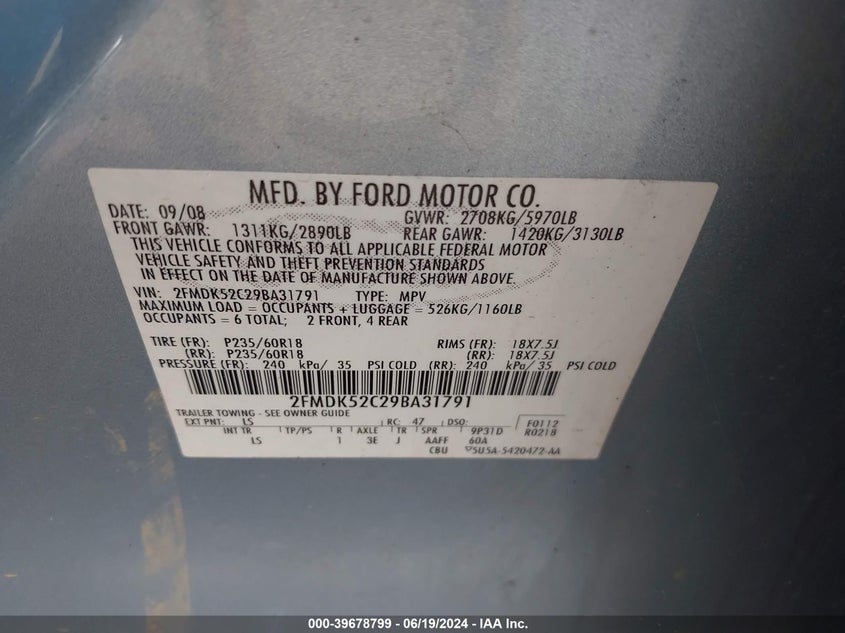 MFD. BY FORD MOTOR CO.
DATE: 09/08 GVWR: 2708KG/5970LB
FRONT GAWR: 1311KG/2890LB REAR GAWR: 1420KG/3130LB
THIS VEHICLE CONFORMS TO ALL APPLICABLE FEDERAL MOTOR
VEHICLE SAFETY AND THEFT PREVENTION STANDARDS
IN EFFECT ON THE DATE OF MANUFACTURE SHOWN ABOVE.
VIN: 2FMDK52C29BA31791 TYPE: MPV
MAXIMUM LOAD = OCCUPANTS + LUGGAGE = 526KG/1160LB
OCCUPANTS = 6 TOTAL; 2 FRONT, 4 REAR
TIRE (FR): P235/60R18 RIMS (FR): 18X7.5J
(RR): P235/60R18 (RR): 18X7.5J
PRESSURE (FR): 240 kPa/ 35 PSI COLD (RR): 240 kPa/ 35 PSI COLD
2FMDK52C29BA31791
TRAILER TOWING - SEE OWNER GUIDE
EXT PNT: LS RC: 47 DSO: F0112
INT TR TP/PS R AXLE TR SPR 9P31D R0218
LS 1 3E J AAFF 60A
CBU 5U5A-5420472-AA
000-39678799 - 06/19/2024 - IAA Inc.